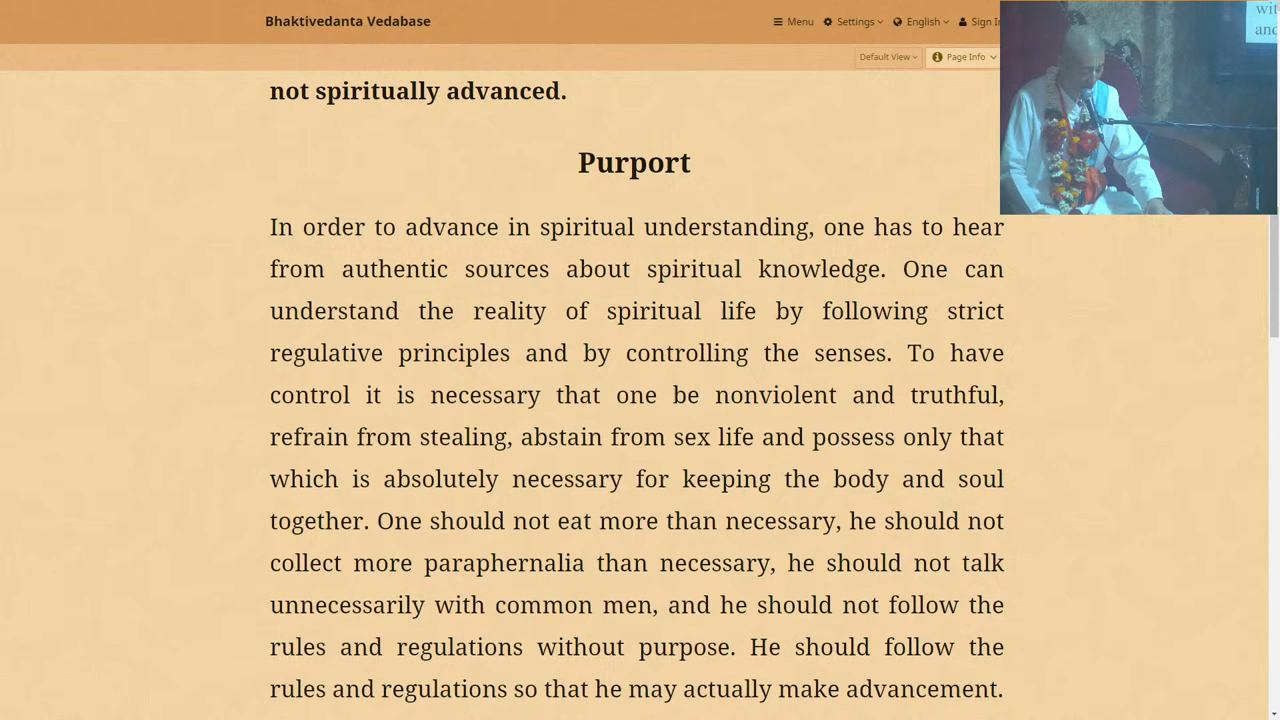 Bhaktivedanta Vedabase
Menu Settings English Sign In
Default View Page Info
not spiritually advanced.
Purport
In order to advance in spiritual understanding, one has to hear
from authentic sources about spiritual knowledge. One can
understand the reality of spiritual life by following strict
regulative principles and by controlling the senses. To have
control it is necessary that one be nonviolent and truthful,
refrain from stealing, abstain from sex life and possess only that
which is absolutely necessary for keeping the body and soul
together. One should not eat more than necessary, he should not
collect more paraphernalia than necessary, he should not talk
unnecessarily with common men, and he should not follow the
rules and regulations without purpose. He should follow the
rules and regulations so that he may actually make advancement.